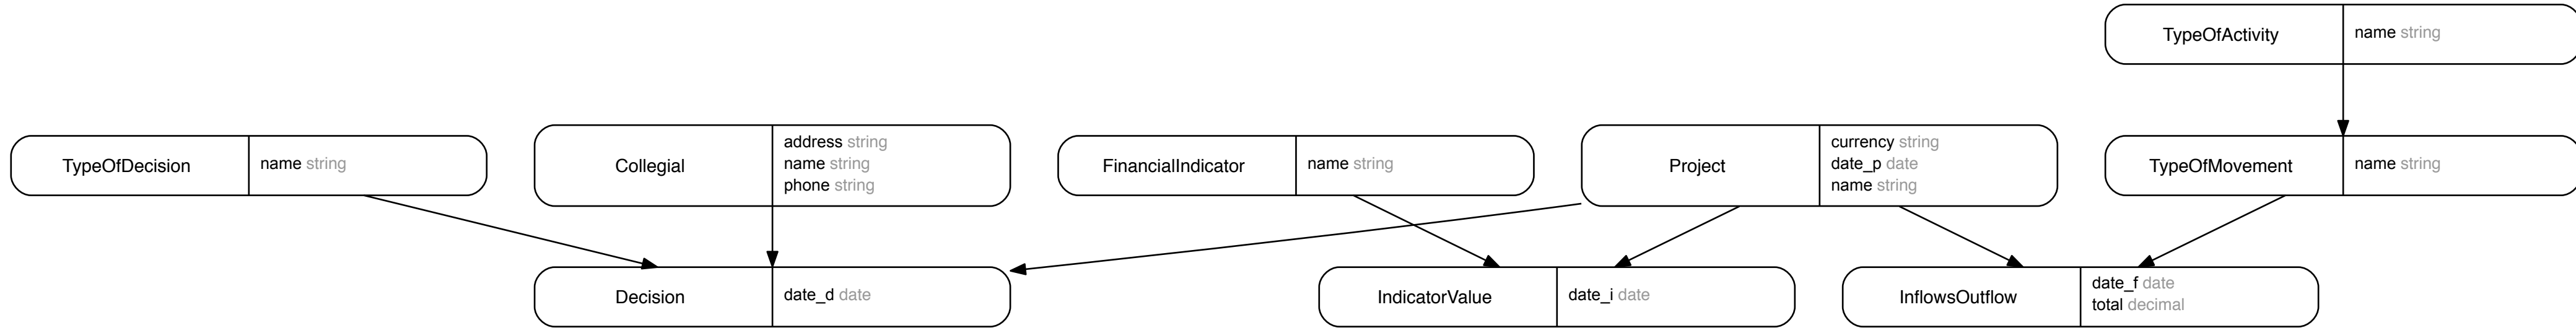 TypeOfActivity
name string
TypeOfDecision
name string
Collegial
address string
name string
phone string
FinancialIndicator
name string
Project
currency string
date_p date
name string
TypeOfMovement
name string
Decision
date_d date
IndicatorValue
date_i date
InflowsOutflow
date_f date
total decimal